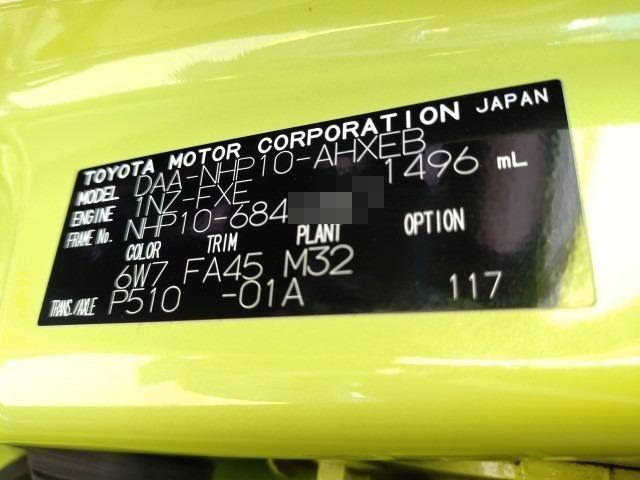 TOYOTA MOTOR CORPORATION JAPAN
MODEL DAA-NHP10-AHXEB
ENGINE 1NZ-FXE 1496 mL
FRAME No. NHP10-684
COLOR TRIM PLANT OPTION
6W7 FA45 M32
TRANS./AXLE P510 -01A 117